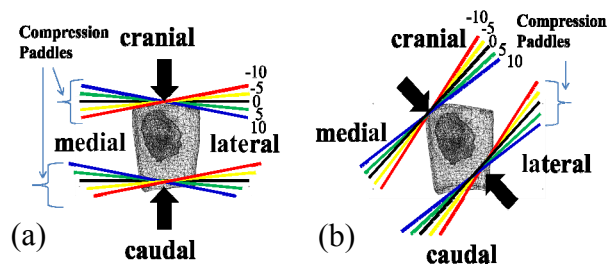 Compression
Paddles
cranial
-10
-5
0
5
10
medial
lateral
caudal
(a)
cranial
-10
-5
0
5
10
Compression
Paddles
medial
lateral
caudal
(b)